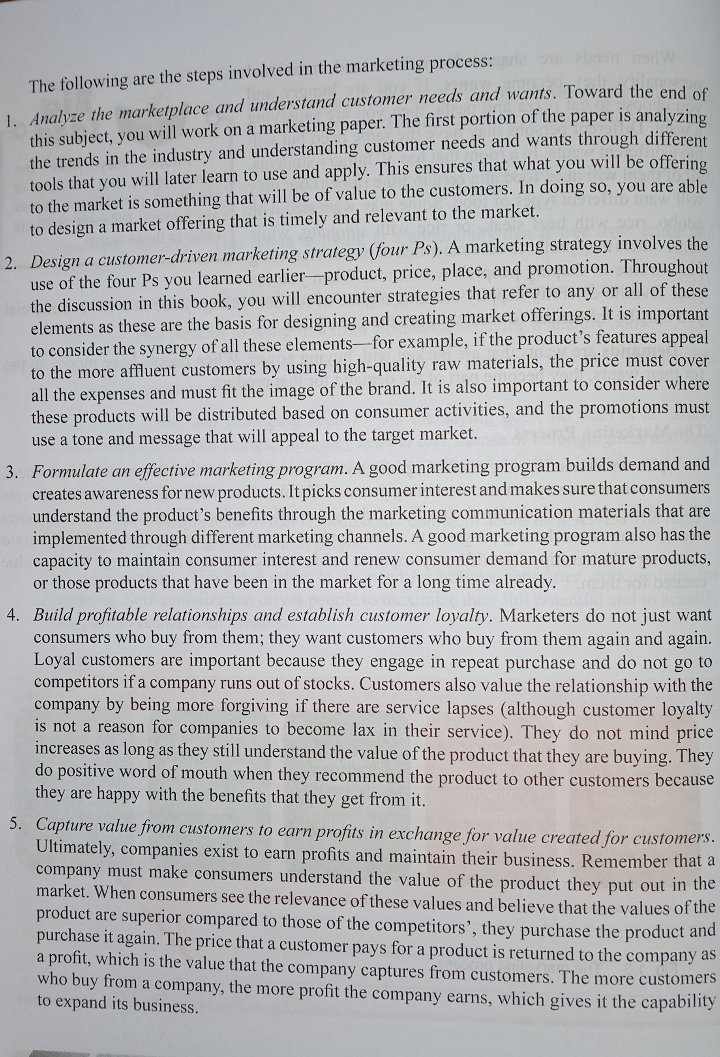 The following are the steps involved in the marketing process:
1. Analyze the marketplace and understand customer needs and wants. Toward the end of
this subject, you will work on a marketing paper. The first portion of the paper is analyzing
the trends in the industry and understanding customer needs and wants through different
tools that you will later learn to use and apply. This ensures that what you will be offering
to the market is something that will be of value to the customers. In doing so, you are able
to design a market offering that is timely and relevant to the market.
2. Design a customer-driven marketing strategy (four Ps). A marketing strategy involves the
use of the four Ps you learned earlier—product, price, place, and promotion. Throughout
the discussion in this book, you will encounter strategies that refer to any or all of these
elements as these are the basis for designing and creating market offerings. It is important
to consider the synergy of all these elements—for example, if the product's features appeal
to the more affluent customers by using high-quality raw materials, the price must cover
all the expenses and must fit the image of the brand. It is also important to consider where
these products will be distributed based on consumer activities, and the promotions must
use a tone and message that will appeal to the target market.
3. Formulate an effective marketing program. A good marketing program builds demand and
creates awareness for new products. It picks consumer interest and makes sure that consumers
understand the product's benefits through the marketing communication materials that are
implemented through different marketing channels. A good marketing program also has the
capacity to maintain consumer interest and renew consumer demand for mature products,
or those products that have been in the market for a long time already.
4. Build profitable relationships and establish customer loyalty. Marketers do not just want
consumers who buy from them; they want customers who buy from them again and again.
Loyal customers are important because they engage in repeat purchase and do not go to
competitors if a company runs out of stocks. Customers also value the relationship with the
company by being more forgiving if there are service lapses (although customer loyalty
is not a reason for companies to become lax in their service). They do not mind price
increases as long as they still understand the value of the product that they are buying. They
do positive word of mouth when they recommend the product to other customers because
they are happy with the benefits that they get from it.
5. Capture value from customers to earn profits in exchange for value created for customers.
Ultimately, companies exist to earn profits and maintain their business. Remember that a
company must make consumers understand the value of the product they put out in the
market. When consumers see the relevance of these values and believe that the values of the
product are superior compared to those of the competitors', they purchase the product and
purchase it again. The price that a customer pays for a product is returned to the company as
a profit, which is the value that the company captures from customers. The more customers
who buy from a company, the more profit the company earns, which gives it the capability
to expand its business.